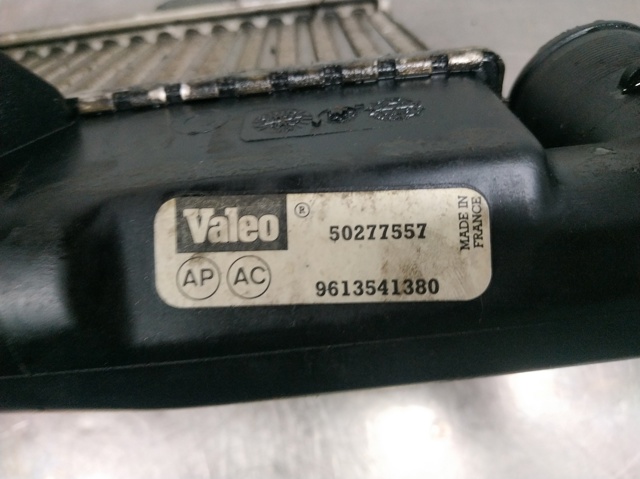 Valeo ®
50277557
AP AC
9613541380
MADE IN
FRANCE